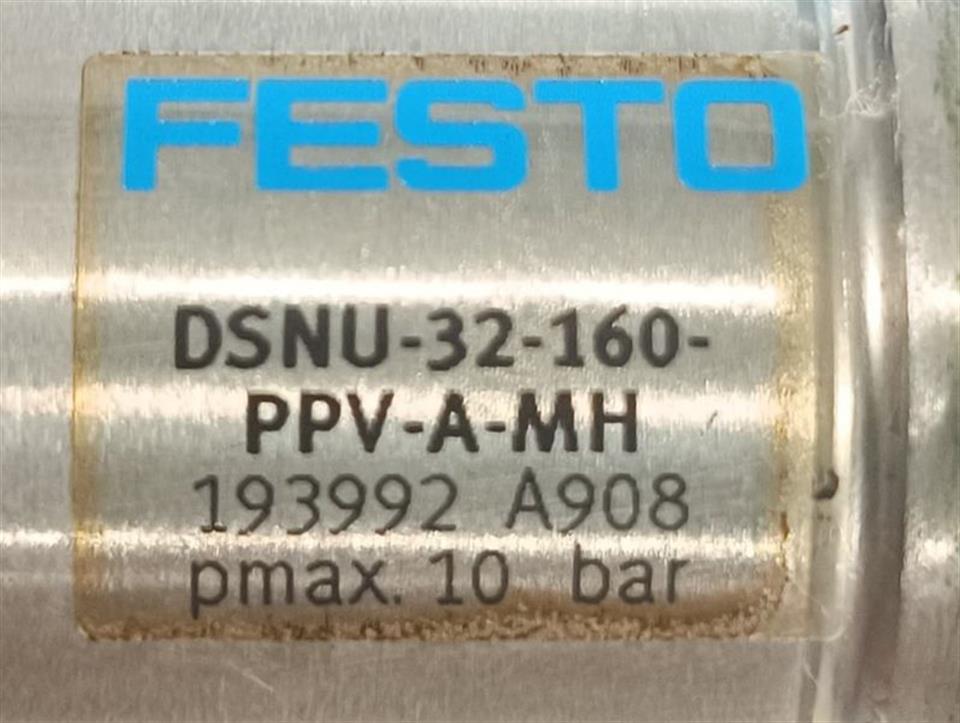 FESTO
DSNU-32-160-
PPV-A-MH
193992 A908
pmax. 10 bar